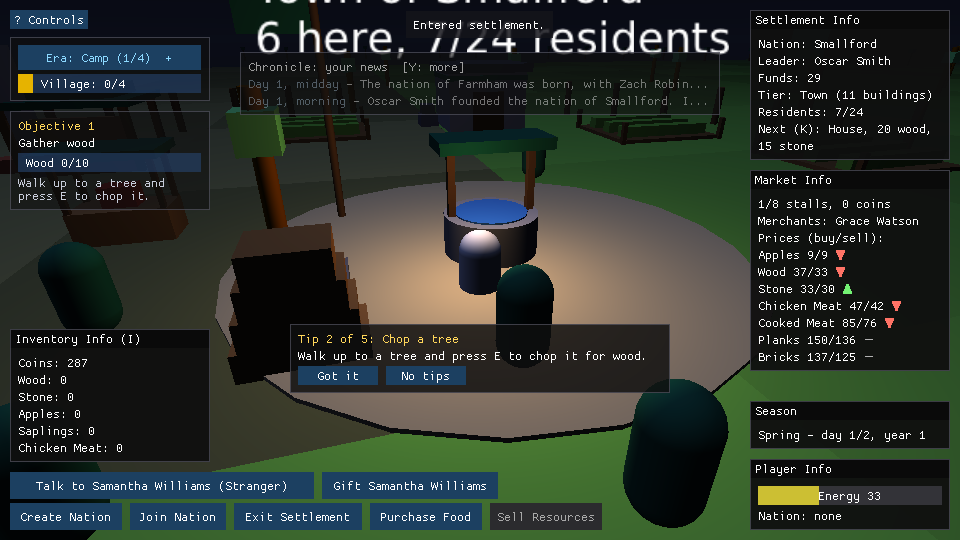 Town of Smallford
6 here, 7/24 residents
Entered settlement.
? Controls
Era: Camp (1/4) +
Village: 0/4
Objective 1
Gather wood
Wood 0/10
Walk up to a tree and
press E to chop it.
Chronicle: your news [Y: more]
Day 1, midday – The nation of Farmham was born, with Zach Robin...
Day 1, morning – Oscar Smith founded the nation of Smallford. I...
Settlement Info
Nation: Smallford
Leader: Oscar Smith
Funds: 29
Tier: Town (11 buildings)
Residents: 7/24
Next (K): House, 20 wood,
15 stone
Market Info
1/8 stalls, 0 coins
Merchants: Grace Watson
Prices (buy/sell):
Apples 9/9
Wood 37/33
Stone 33/30
Chicken Meat 47/42
Cooked Meat 85/76
Planks 150/136 —
Bricks 137/125 —
Season
Spring – day 1/2, year 1
Player Info
Energy 33
Nation: none
Tip 2 of 5: Chop a tree
Walk up to a tree and press E to chop it for wood.
Got it
No tips
Inventory Info (I)
Coins: 287
Wood: 0
Stone: 0
Apples: 0
Saplings: 0
Chicken Meat: 0
Talk to Samantha Williams (Stranger)
Gift Samantha Williams
Create Nation
Join Nation
Exit Settlement
Purchase Food
Sell Resources